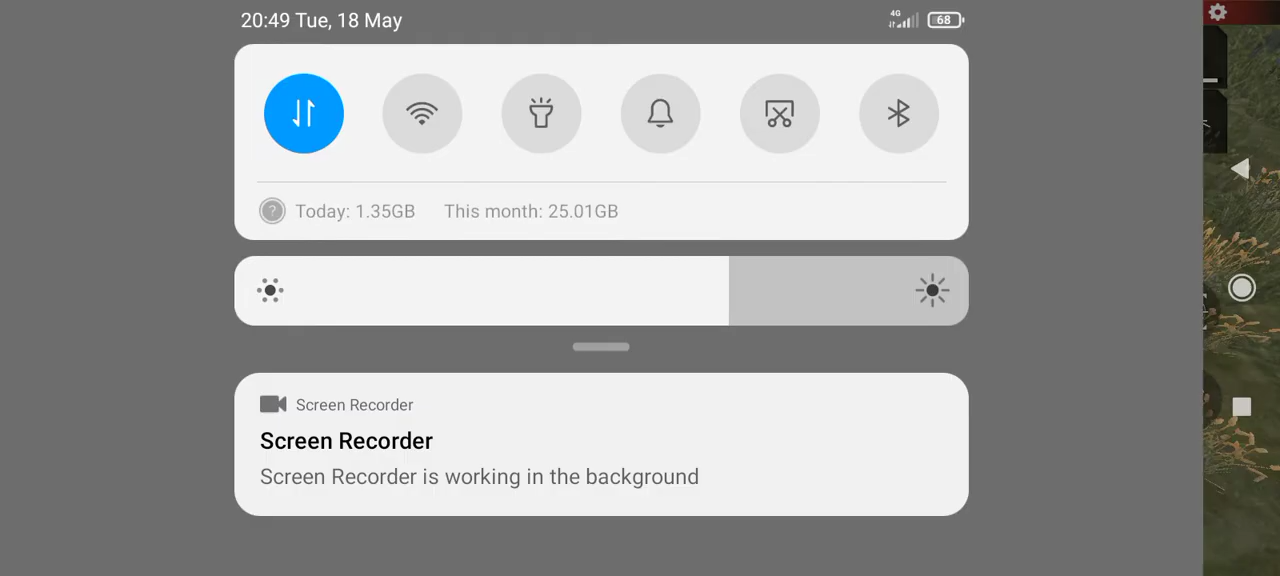 20:49 Tue, 18 May
4G
68
Today: 1.35GB This month: 25.01GB
Screen Recorder
Screen Recorder
Screen Recorder is working in the background